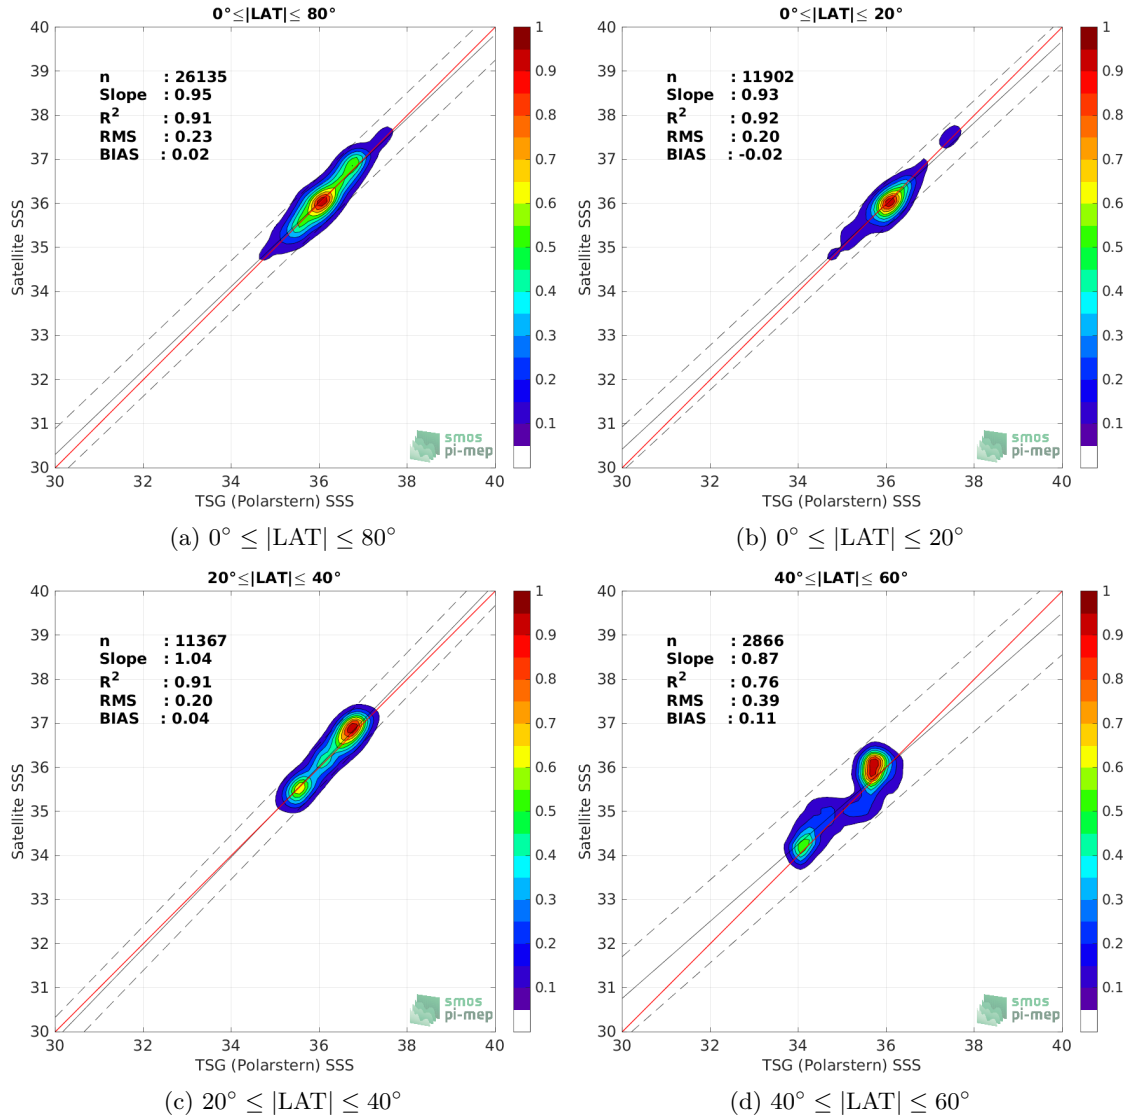 0°≤|LAT|≤ 80°
n : 26135
Slope : 0.95
R² : 0.91
RMS : 0.23
BIAS : 0.02
Satellite SSS
40
39
38
37
36
35
34
33
32
31
30
30 32 34 36 38 40
TSG (Polarstern) SSS
1
0.9
0.8
0.7
0.6
0.5
0.4
0.3
0.2
0.1
smos
pi-mep
(a) 0° ≤ |LAT| ≤ 80°
0°≤|LAT|≤ 20°
n : 11902
Slope : 0.93
R² : 0.92
RMS : 0.20
BIAS : -0.02
Satellite SSS
40
39
38
37
36
35
34
33
32
31
30
30 32 34 36 38 40
TSG (Polarstern) SSS
1
0.9
0.8
0.7
0.6
0.5
0.4
0.3
0.2
0.1
smos
pi-mep
(b) 0° ≤ |LAT| ≤ 20°
20°≤|LAT|≤ 40°
n : 11367
Slope : 1.04
R² : 0.91
RMS : 0.20
BIAS : 0.04
Satellite SSS
40
39
38
37
36
35
34
33
32
31
30
30 32 34 36 38 40
TSG (Polarstern) SSS
1
0.9
0.8
0.7
0.6
0.5
0.4
0.3
0.2
0.1
smos
pi-mep
(c) 20° ≤ |LAT| ≤ 40°
40°≤|LAT|≤ 60°
n : 2866
Slope : 0.87
R² : 0.76
RMS : 0.39
BIAS : 0.11
Satellite SSS
40
39
38
37
36
35
34
33
32
31
30
30 32 34 36 38 40
TSG (Polarstern) SSS
1
0.9
0.8
0.7
0.6
0.5
0.4
0.3
0.2
0.1
smos
pi-mep
(d) 40° ≤ |LAT| ≤ 60°